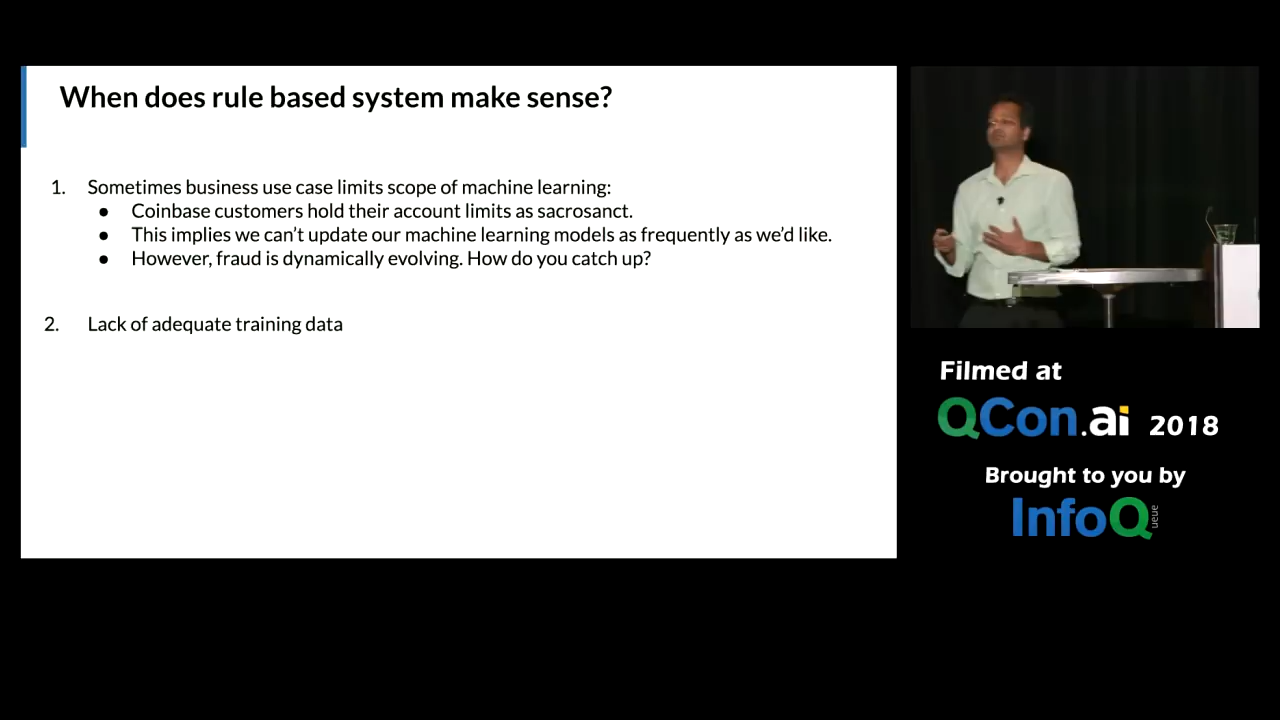 When does rule based system make sense?
1. Sometimes business use case limits scope of machine learning:
● Coinbase customers hold their account limits as sacrosanct.
● This implies we can't update our machine learning models as frequently as we'd like.
● However, fraud is dynamically evolving. How do you catch up?
2. Lack of adequate training data
Filmed at
QCon.ai 2018
Brought to you by
InfoQueue